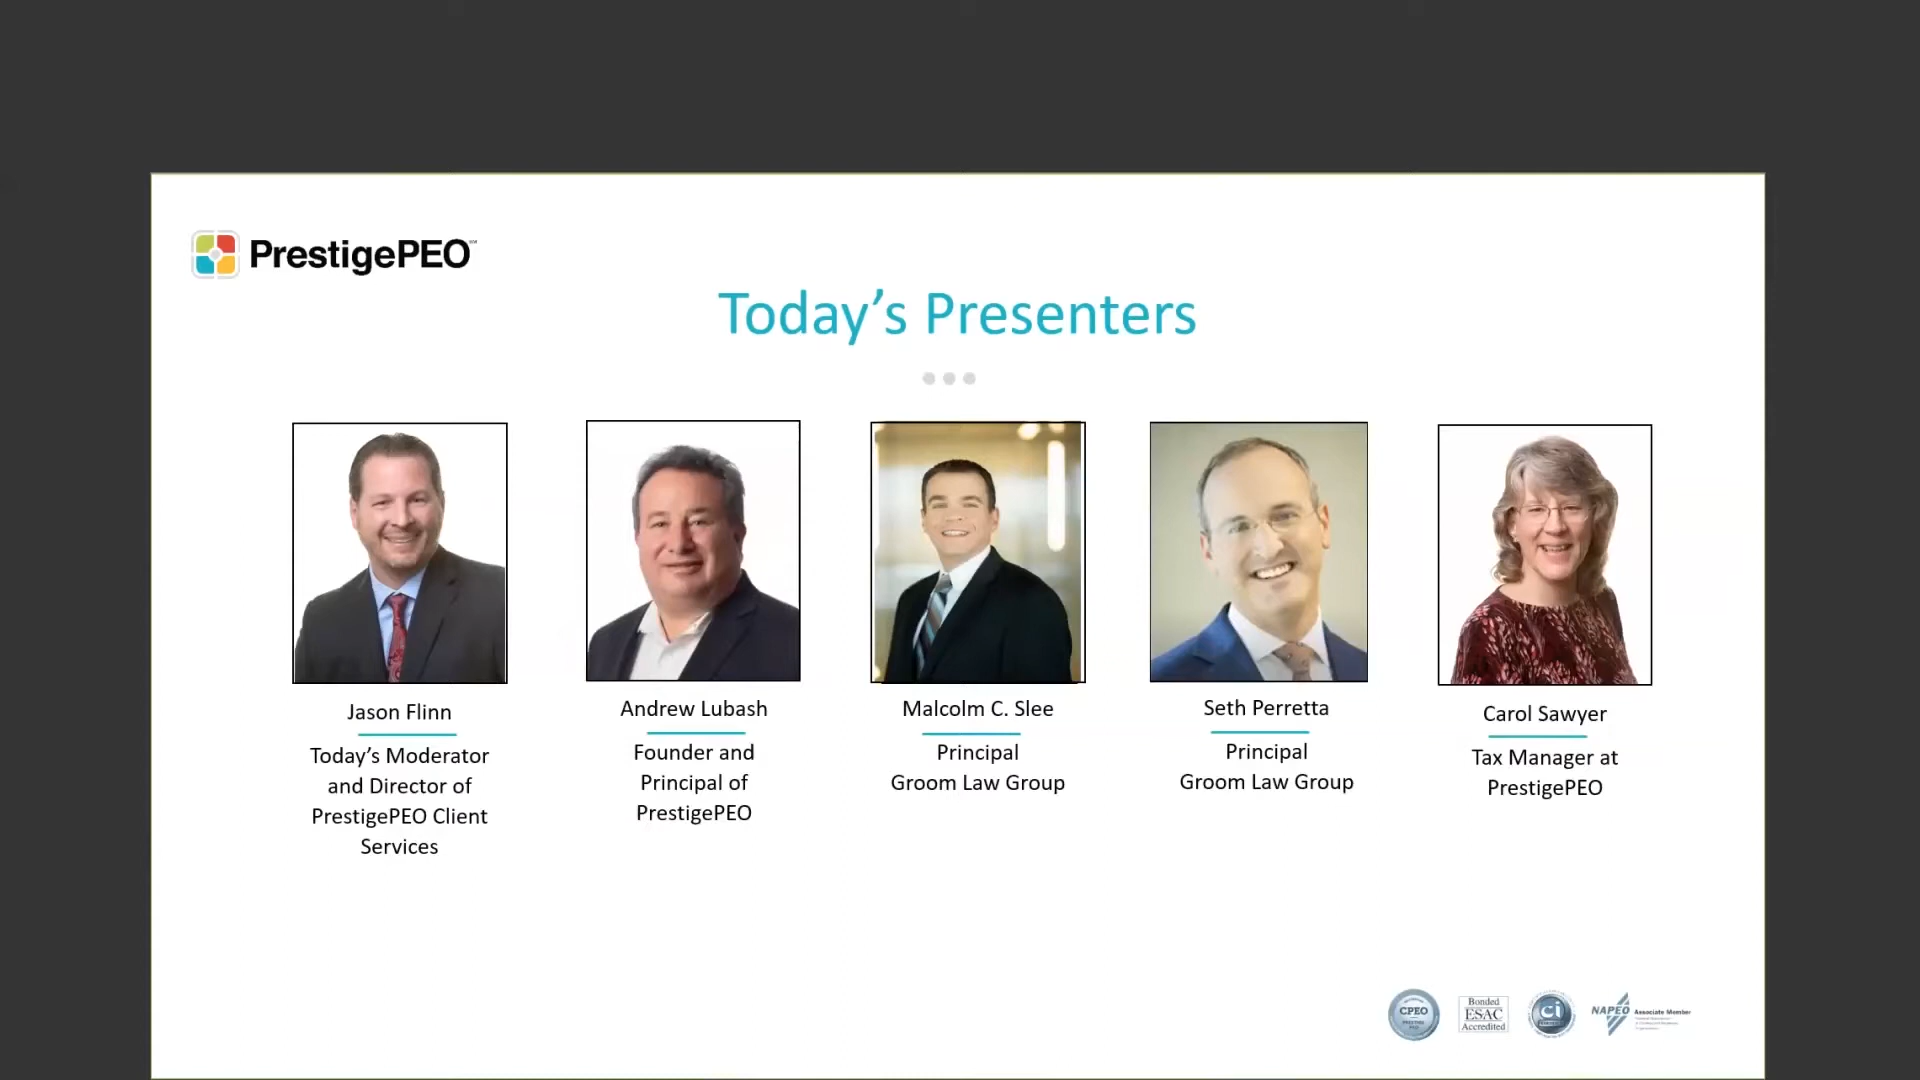 PrestigePEO
Today's Presenters
Jason Flinn
Today's Moderator
and Director of
PrestigePEO Client
Services
Andrew Lubash
Founder and
Principal of
PrestigePEO
Malcolm C. Slee
Principal
Groom Law Group
Seth Perretta
Principal
Groom Law Group
Carol Sawyer
Tax Manager at
PrestigePEO
CPEO
Bonded
ESAC
Accredited
ci
NAPEO
Associate Member